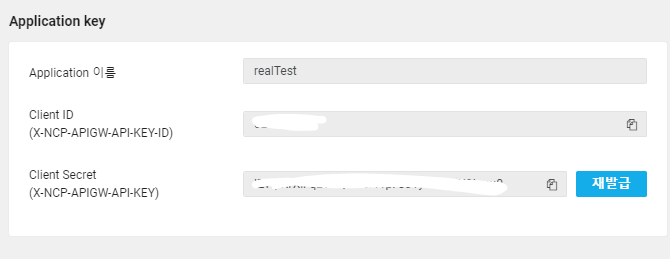 Application key
Application 이름
realTest
Client ID
(X-NCP-APIGW-API-KEY-ID)
Client Secret
(X-NCP-APIGW-API-KEY)
재발급